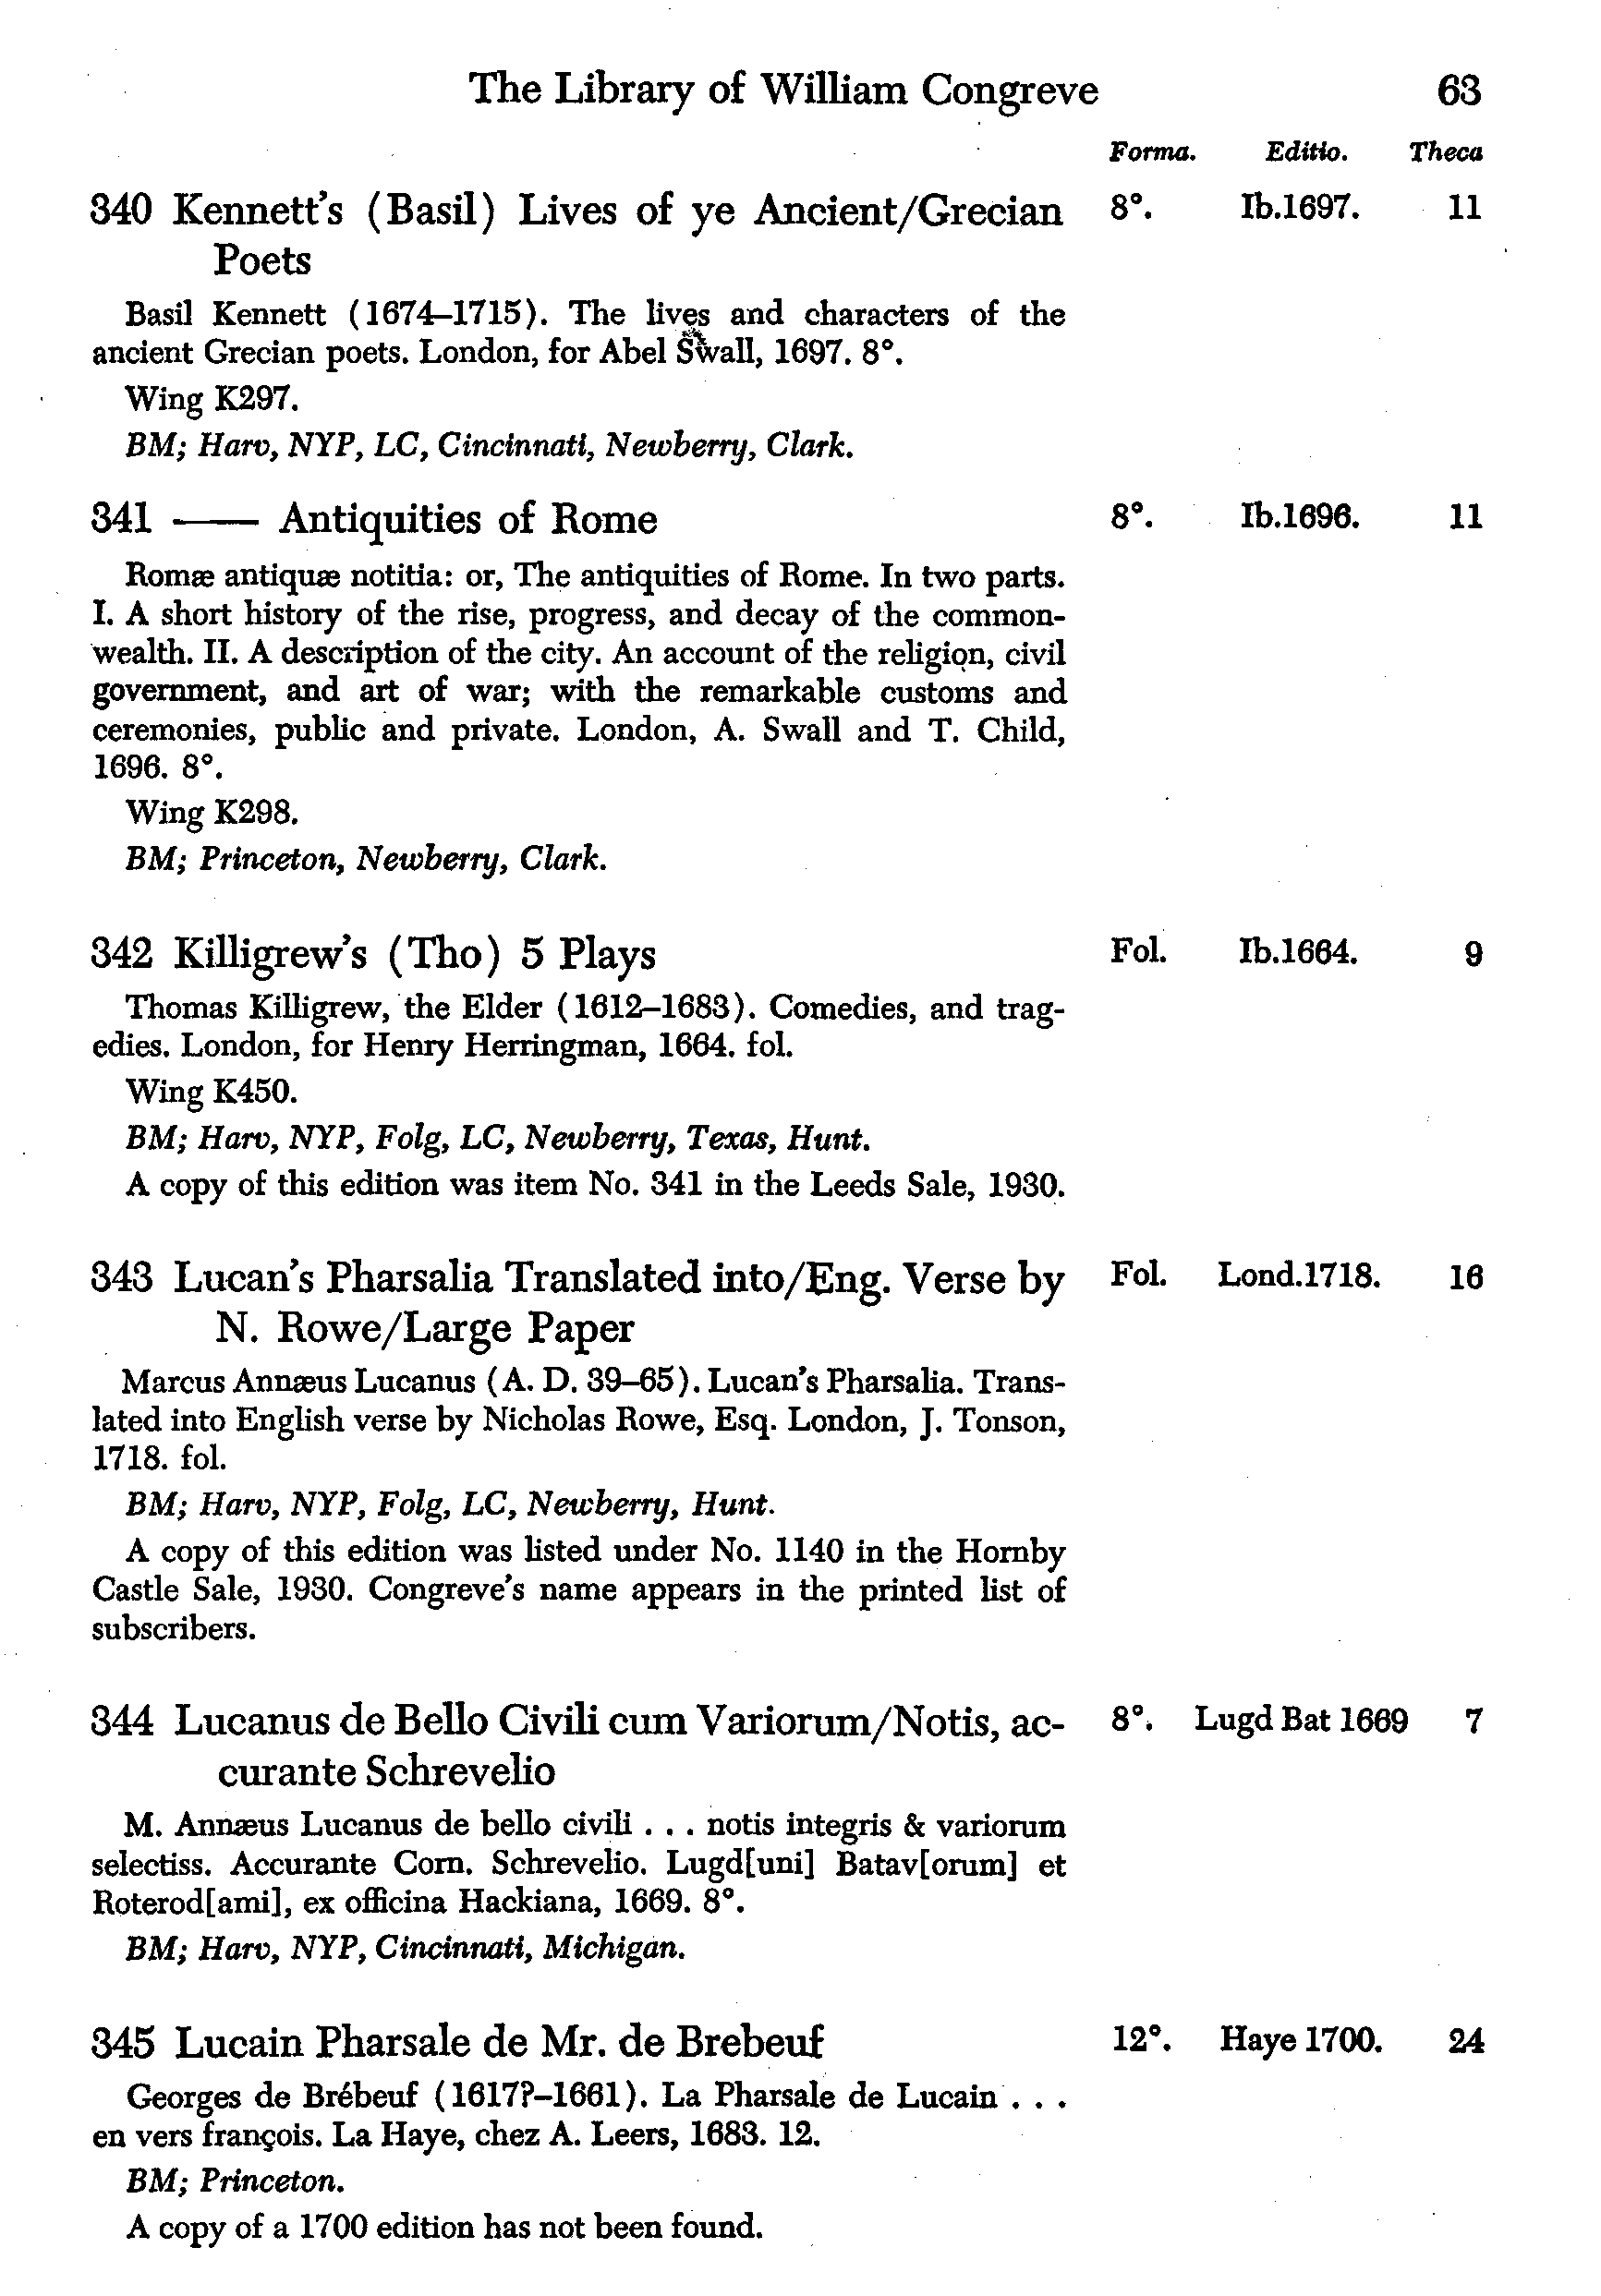 The Library of William Congreve 63
Forma. Editio. Theca
340 Kennett's (Basil) Lives of ye Ancient/Grecian 8°. Ib.1697. 11
Poets
Basil Kennett (1674–1715). The lives and characters of the
ancient Grecian poets. London, for Abel Swall, 1697. 8°.
Wing K297.
BM; Harv, NYP, LC, Cincinnati, Newberry, Clark.
341 —— Antiquities of Rome 8°. Ib.1696. 11
Romæ antiquæ notitia: or, The antiquities of Rome. In two parts.
I. A short history of the rise, progress, and decay of the common-
wealth. II. A description of the city. An account of the religion, civil
government, and art of war; with the remarkable customs and
ceremonies, public and private. London, A. Swall and T. Child,
1696. 8°.
Wing K298.
BM; Princeton, Newberry, Clark.
342 Killigrew's (Tho) 5 Plays Fol. Ib.1664. 9
Thomas Killigrew, the Elder (1612–1683). Comedies, and trag-
edies. London, for Henry Herringman, 1664. fol.
Wing K450.
BM; Harv, NYP, Folg, LC, Newberry, Texas, Hunt.
A copy of this edition was item No. 341 in the Leeds Sale, 1930.
343 Lucan's Pharsalia Translated into/Eng. Verse by Fol. Lond.1718. 16
N. Rowe/Large Paper
Marcus Annæus Lucanus (A. D. 39–65). Lucan's Pharsalia. Trans-
lated into English verse by Nicholas Rowe, Esq. London, J. Tonson,
1718. fol.
BM; Harv, NYP, Folg, LC, Newberry, Hunt.
A copy of this edition was listed under No. 1140 in the Hornby
Castle Sale, 1930. Congreve's name appears in the printed list of
subscribers.
344 Lucanus de Bello Civili cum Variorum/Notis, ac- 8°. Lugd Bat 1669 7
curante Schrevelio
M. Annæus Lucanus de bello civili . . . notis integris & variorum
selectiss. Accurante Corn. Schrevelio. Lugd[uni] Batav[orum] et
Roterod[ami], ex officina Hackiana, 1669. 8°.
BM; Harv, NYP, Cincinnati, Michigan.
345 Lucain Pharsale de Mr. de Brebeuf 12°. Haye 1700. 24
Georges de Brébeuf (1617?–1661). La Pharsale de Lucain . . .
en vers françois. La Haye, chez A. Leers, 1683. 12.
BM; Princeton.
A copy of a 1700 edition has not been found.